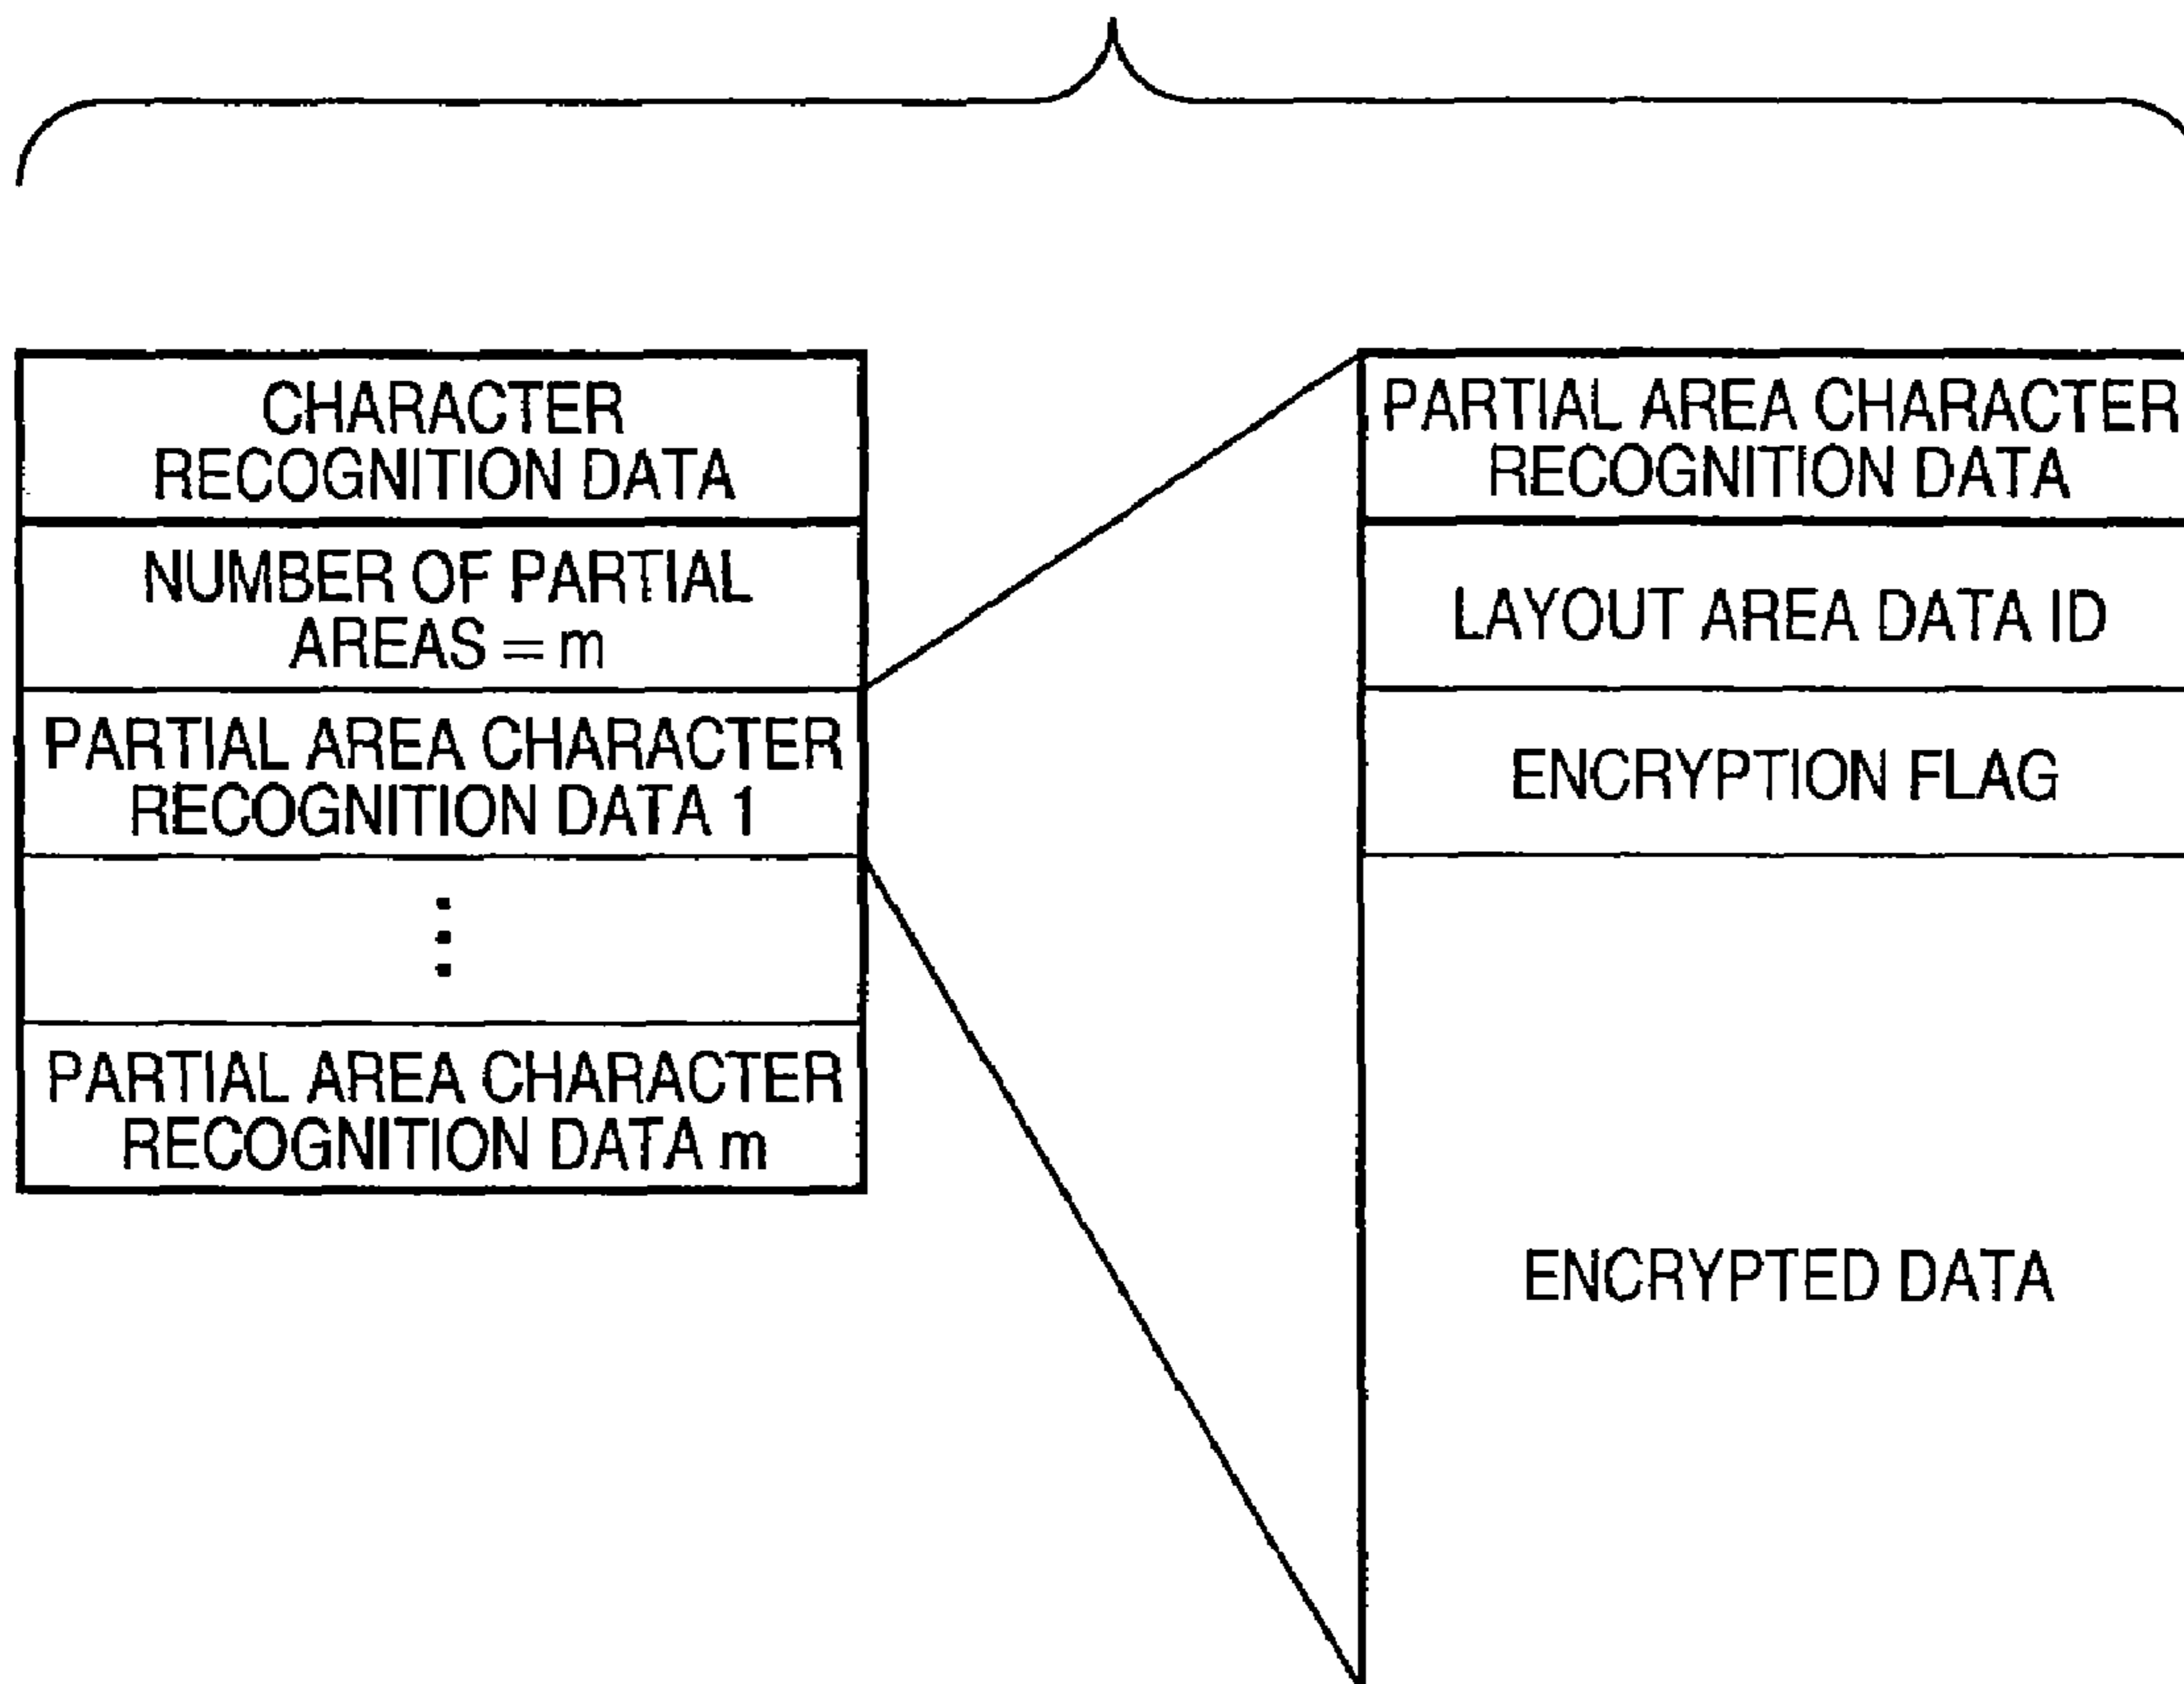 CHARACTER
RECOGNITION DATA
NUMBER OF PARTIAL
AREAS = m
PARTIAL AREA CHARACTER
RECOGNITION DATA 1
PARTIAL AREA CHARACTER
RECOGNITION DATA m
PARTIAL AREA CHARACTER
RECOGNITION DATA
LAYOUT AREA DATA ID
ENCRYPTION FLAG
ENCRYPTED DATA